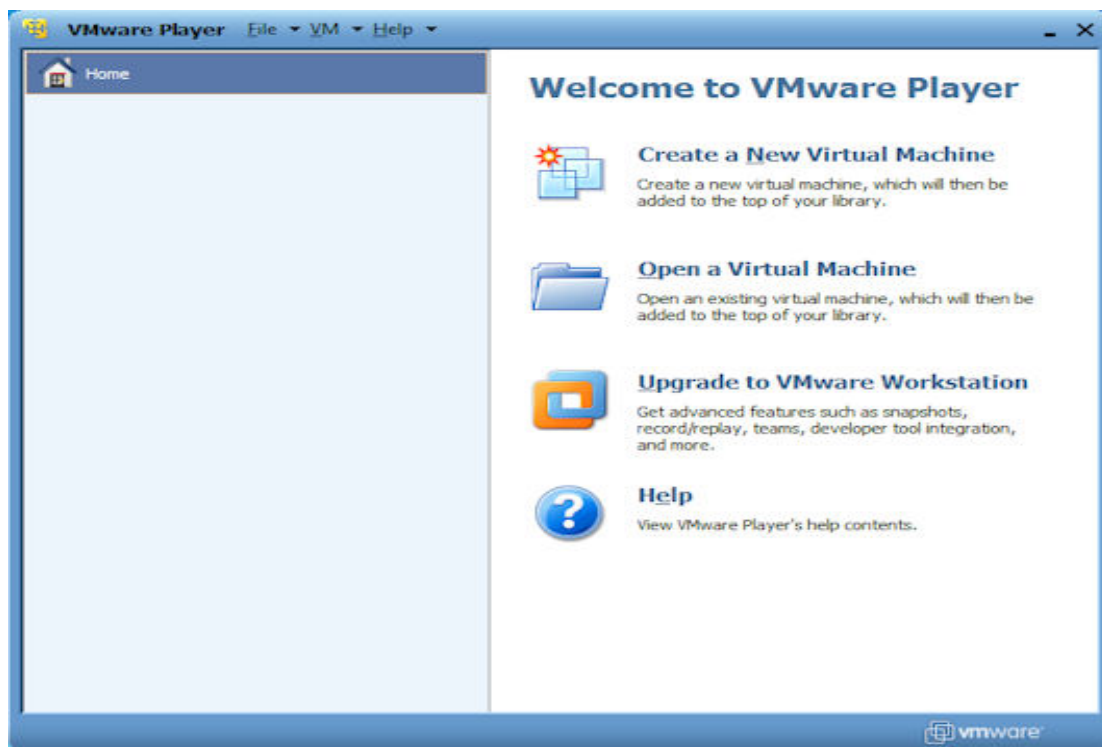 VMware Player File VM Help
Home
Welcome to VMware Player
Create a New Virtual Machine
Create a new virtual machine, which will then be
added to the top of your library.
Open a Virtual Machine
Open an existing virtual machine, which will then be
added to the top of your library.
Upgrade to VMware Workstation
Get advanced features such as snapshots,
record/replay, teams, developer tool integration,
and more.
Help
View VMware Player's help contents.
vmware